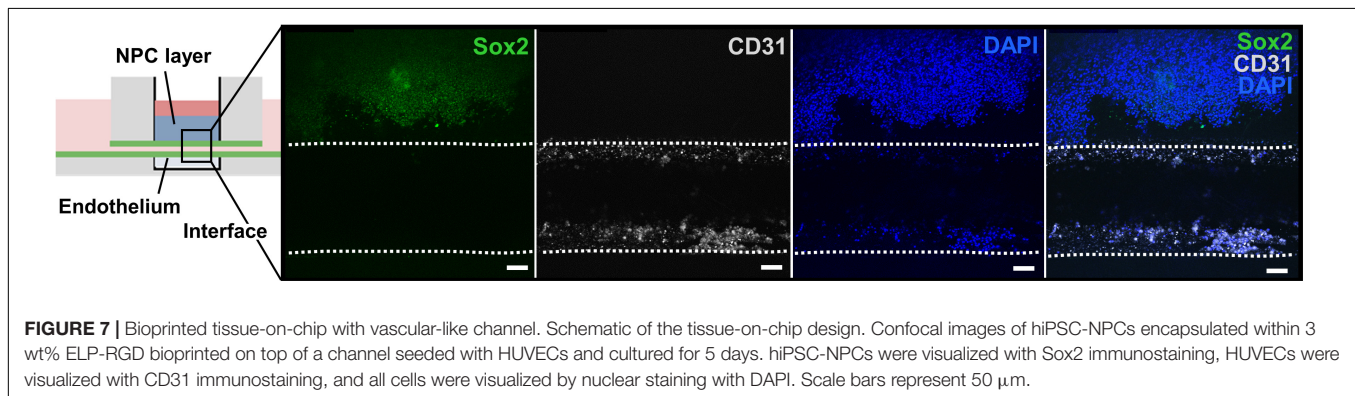 NPC layer
Endothelium
Interface
Sox2
CD31
DAPI
Sox2
CD31
DAPI
FIGURE 7 | Bioprinted tissue-on-chip with vascular-like channel. Schematic of the tissue-on-chip design. Confocal images of hiPSC-NPCs encapsulated within 3
wt% ELP-RGD bioprinted on top of a channel seeded with HUVECs and cultured for 5 days. hiPSC-NPCs were visualized with Sox2 immunostaining, HUVECs were
visualized with CD31 immunostaining, and all cells were visualized by nuclear staining with DAPI. Scale bars represent 50 μm.